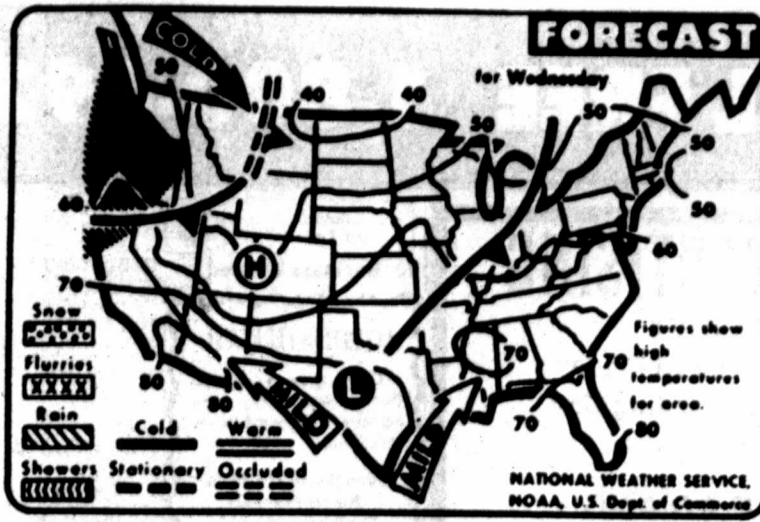 FORECAST
for Wednesday
COLD
50
40
40
50
50
50
50
60
60
70
H
L
80
80
70
70
70
80
MILD
MILD
Figures show
high
temperatures
for area.
Snow
Flurries
Rain
Showers
Cold
Warm
Stationary
Occluded
NATIONAL WEATHER SERVICE,
NOAA, U.S. Dept. of Commerce